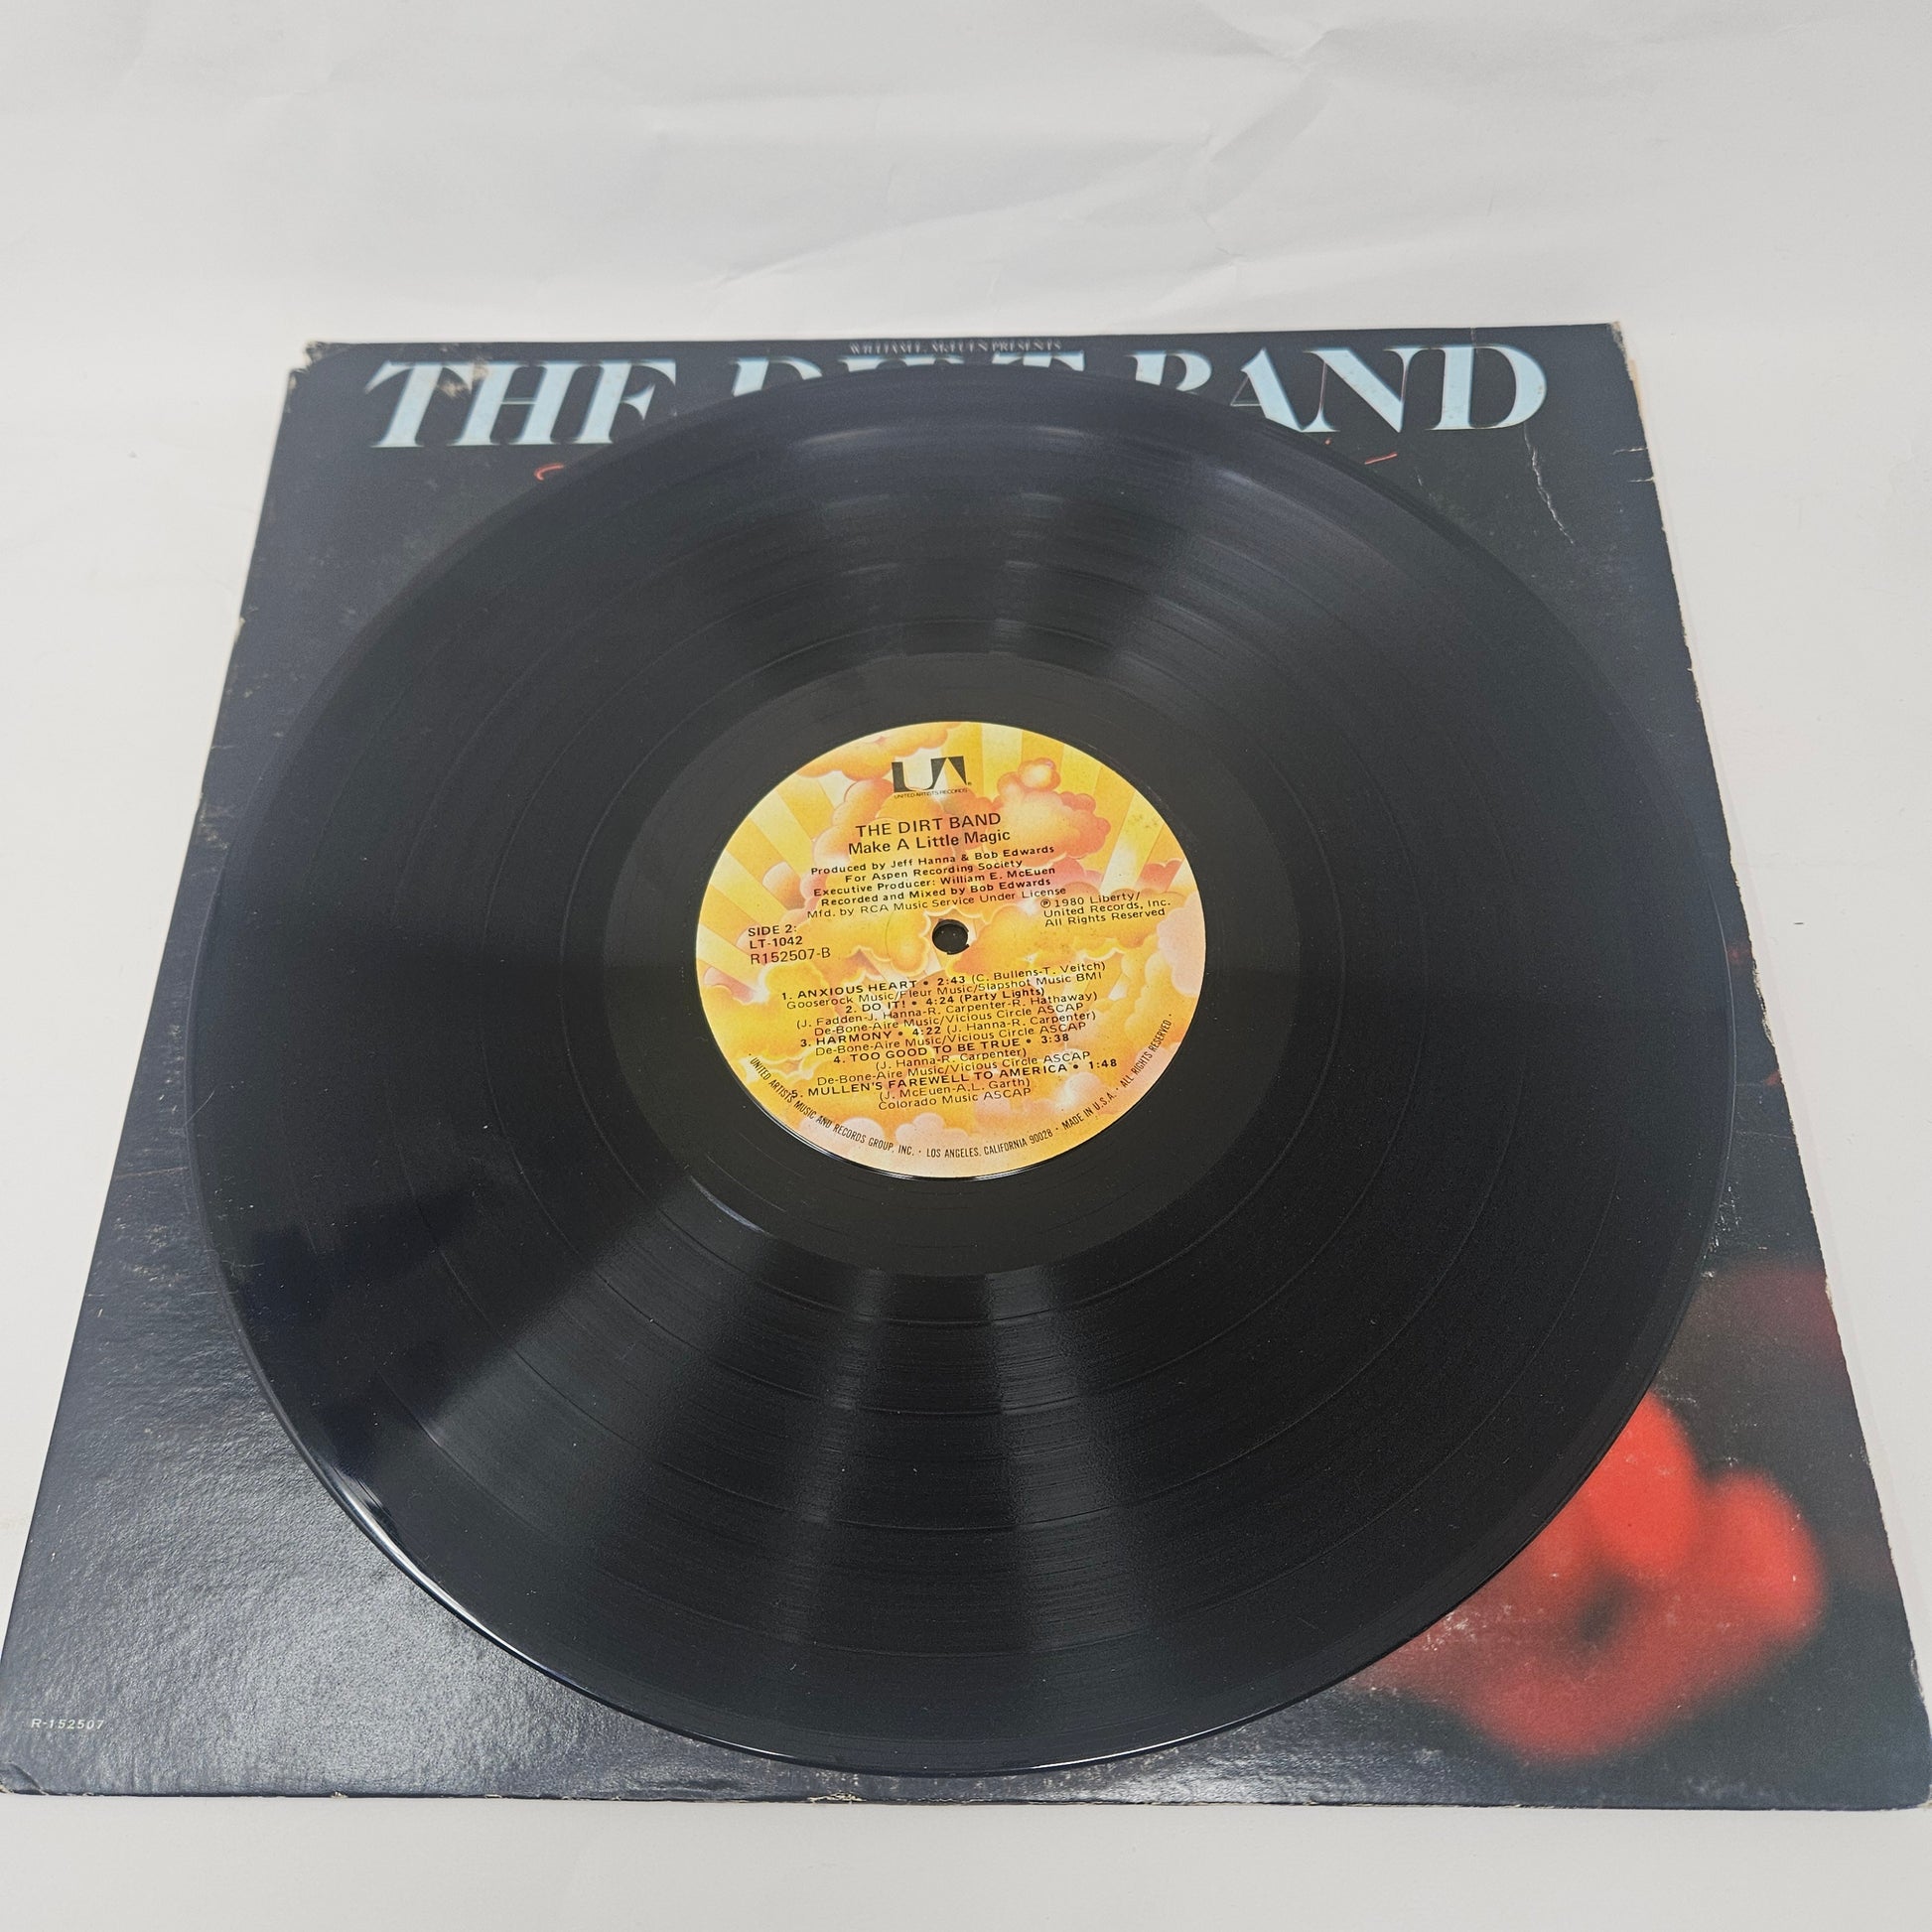 WILLIAM E. McEUEN PRESENTS
THE DIRT BAND
UA
UNITED ARTISTS RECORDS
THE DIRT BAND
Make A Little Magic
Produced by Jeff Hanna & Bob Edwards
For Aspen Recording Society
Executive Producer: William E. McEuen
Recorded and Mixed by Bob Edwards
Mfd. by RCA Music Service Under License
℗1980 Liberty/
United Records, Inc.
All Rights Reserved
SIDE 2:
LT-1042
R152507-B
1. ANXIOUS HEART • 2:43 (C. Bullens-T. Veitch)
Gooserock Music/Fleur Music/Slapshot Music BMI
2. DO IT! • 4:24 (Party Lights)
(J. Fadden-J. Hanna-R. Carpenter-R. Hathaway)
De-Bone-Aire Music/Vicious Circle ASCAP
3. HARMONY • 4:22 (J. Hanna-R. Carpenter)
De-Bone-Aire Music/Vicious Circle ASCAP
4. TOO GOOD TO BE TRUE • 3:38
(J. Hanna-R. Carpenter)
De-Bone-Aire Music/Vicious Circle ASCAP
5. MULLEN'S FAREWELL TO AMERICA • 1:48
(J. McEuen-A.L. Garth)
Colorado Music ASCAP
· UNITED ARTISTS MUSIC AND RECORDS GROUP, INC. · LOS ANGELES, CALIFORNIA 90028 · MADE IN U.S.A. · ALL RIGHTS RESERVED ·
R-152507